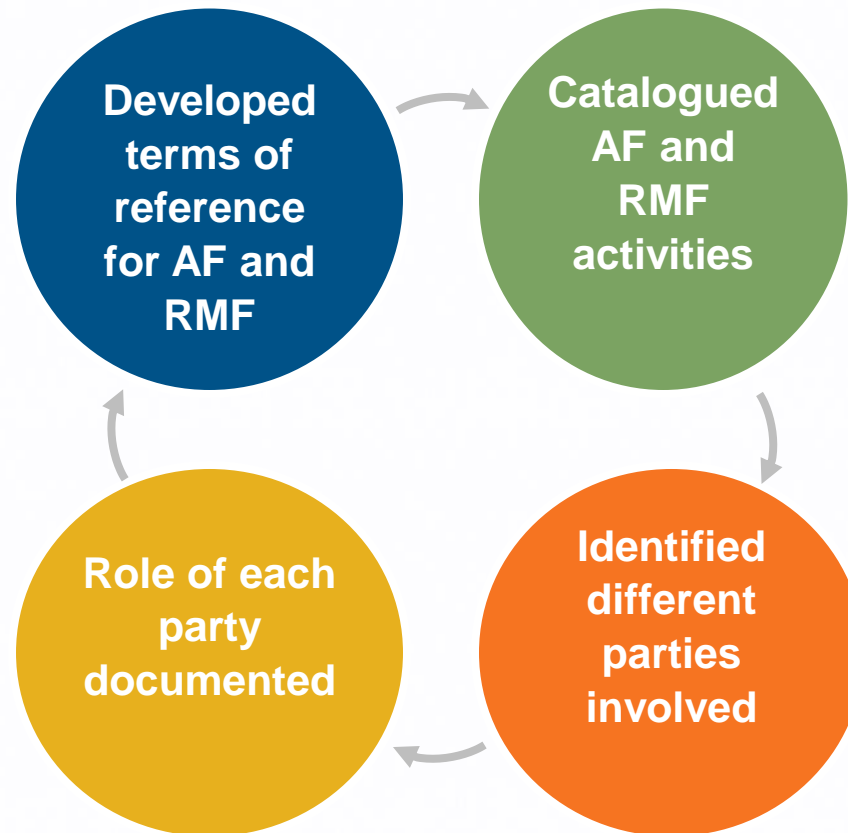 Developed
terms of
reference
for AF and
RMF
Catalogued
AF and
RMF
activities
Identified
different
parties
involved
Role of each
party
documented